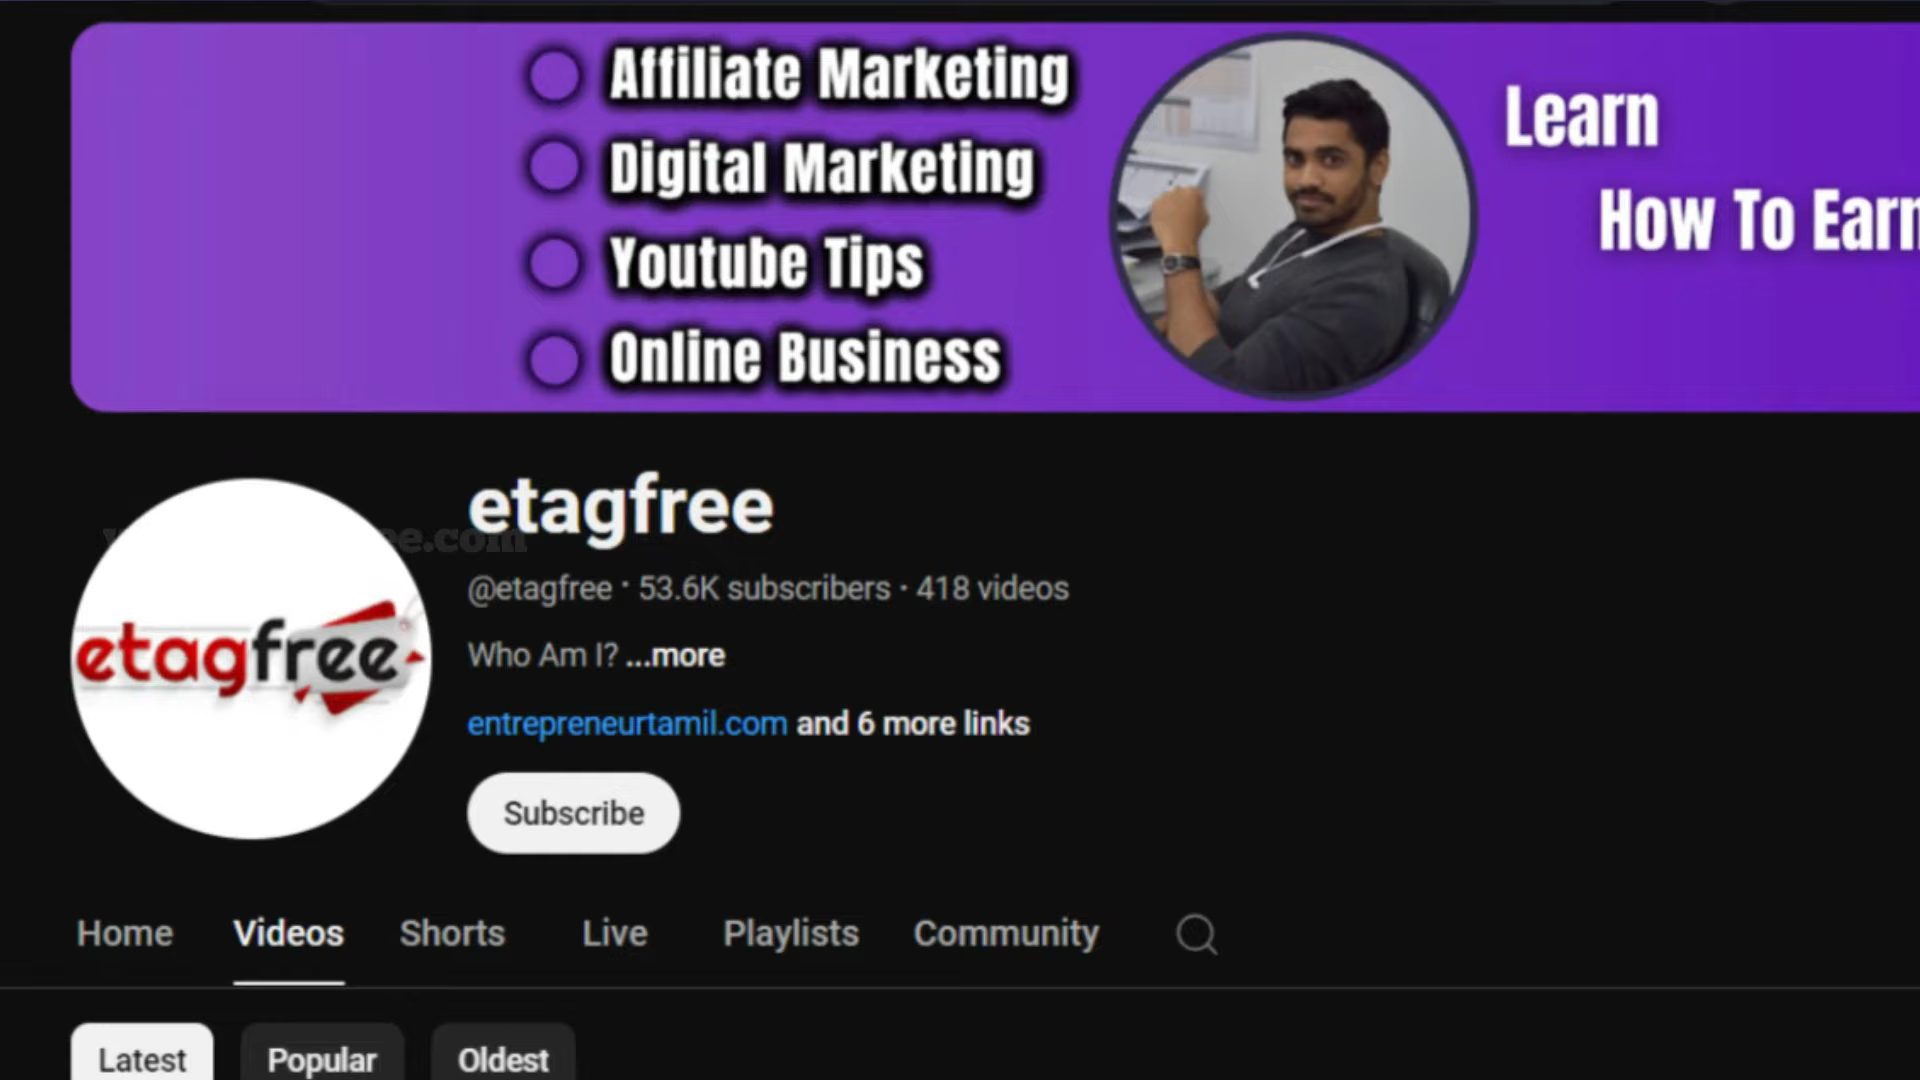 Affiliate Marketing
Digital Marketing
Youtube Tips
Online Business
Learn
How To Earn
etagfree
etagfree
@etagfree · 53.6K subscribers · 418 videos
Who Am I? ...more
entrepreneurtamil.com and 6 more links
Subscribe
Home Videos Shorts Live Playlists Community
Latest Popular Oldest